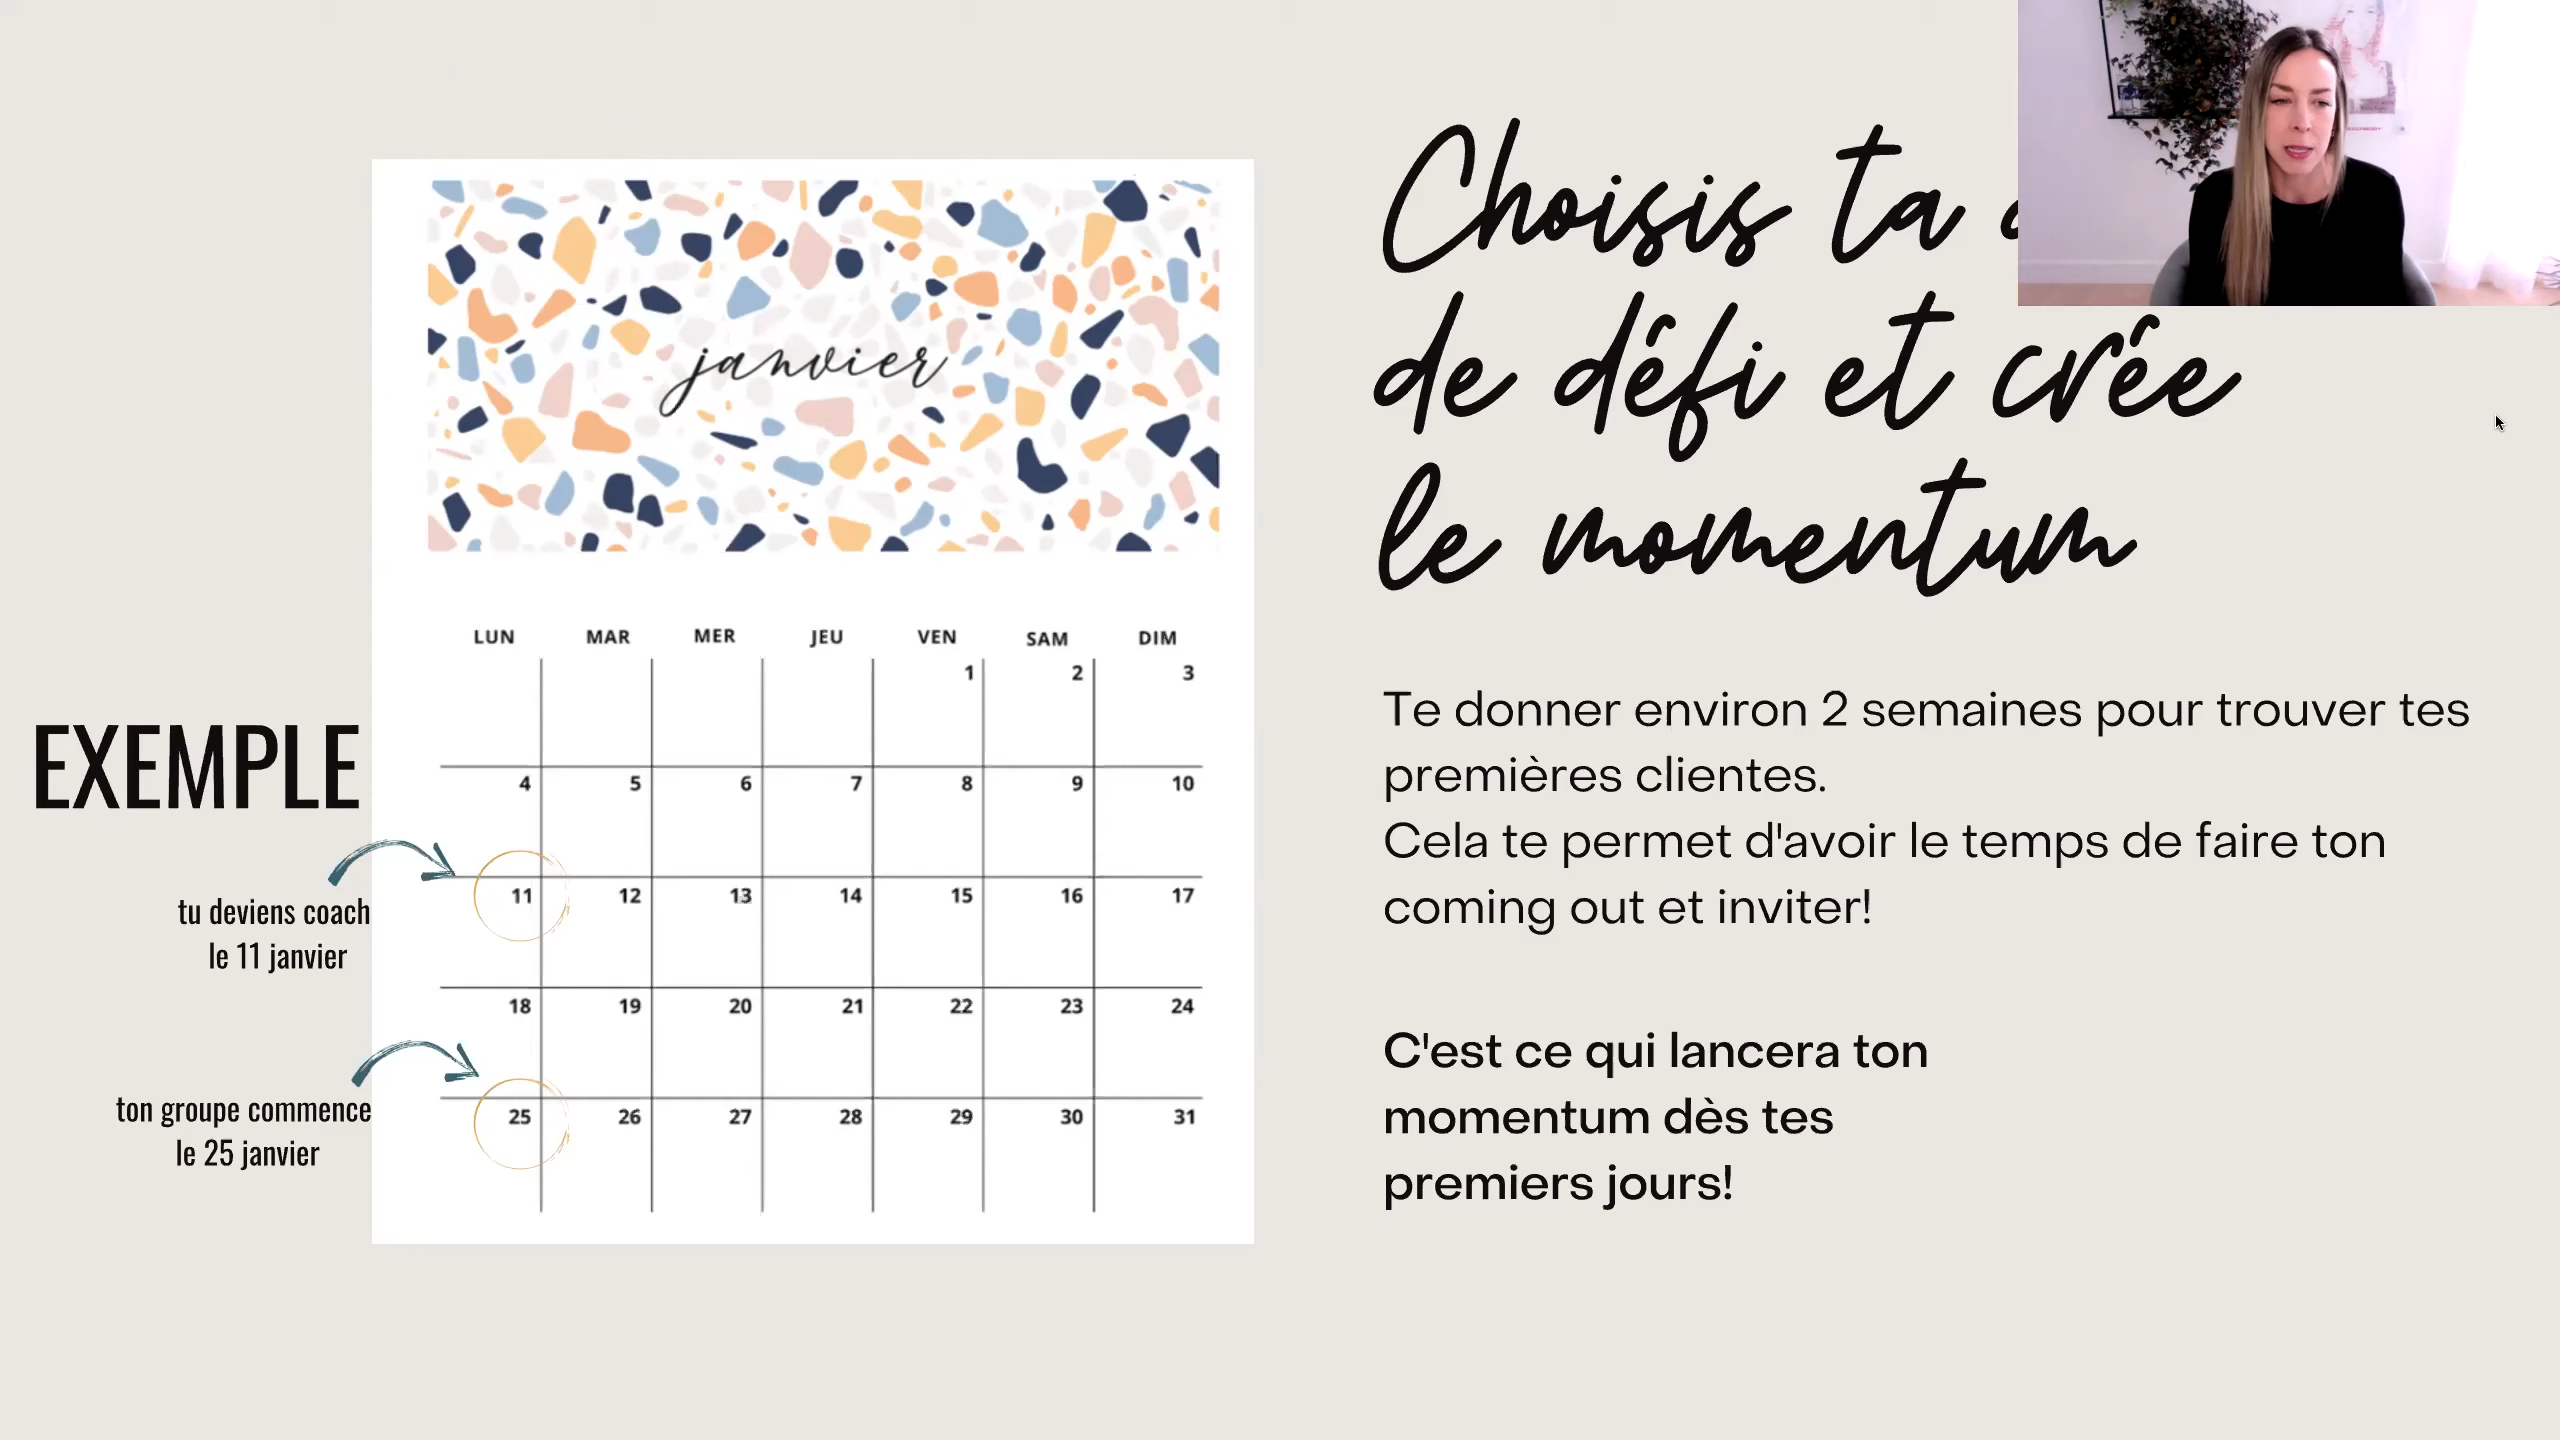 Choisis ta
de défi et crée
le momentum
janvier
LUN MAR MER JEU VEN SAM DIM
1 2 3
4 5 6 7 8 9 10
11 12 13 14 15 16 17
18 19 20 21 22 23 24
25 26 27 28 29 30 31
EXEMPLE
tu deviens coach
le 11 janvier
ton groupe commence
le 25 janvier
Te donner environ 2 semaines pour trouver tes
premières clientes.
Cela te permet d'avoir le temps de faire ton
coming out et inviter!
C'est ce qui lancera ton
momentum dès tes
premiers jours!